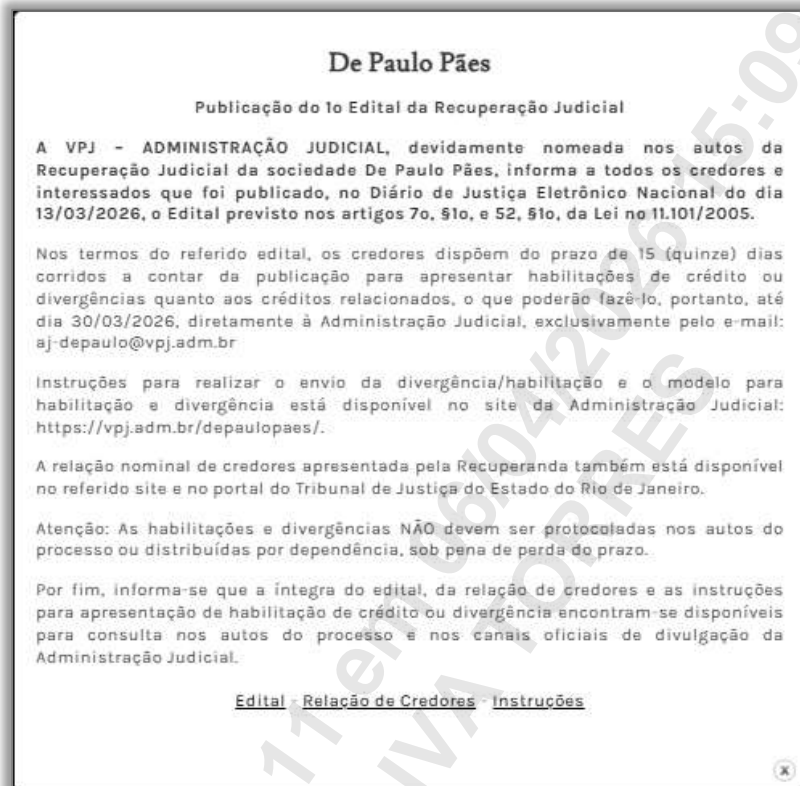 De Paulo Pães
Publicação do 1o Edital da Recuperação Judicial
A VPJ – ADMINISTRAÇÃO JUDICIAL, devidamente nomeada nos autos da
Recuperação Judicial da sociedade De Paulo Pães, informa a todos os credores e
interessados que foi publicado, no Diário de Justiça Eletrônico Nacional do dia
13/03/2026, o Edital previsto nos artigos 7o, §1o, e 52, §1o, da Lei no 11.101/2005.
Nos termos do referido edital, os credores dispõem do prazo de 15 (quinze) dias
corridos a contar da publicação para apresentar habilitações de crédito ou
divergências quanto aos créditos relacionados, o que poderão fazê-lo, portanto, até
dia 30/03/2026, diretamente à Administração Judicial, exclusivamente pelo e-mail:
aj-depaulo@vpj.adm.br
Instruções para realizar o envio da divergência/habilitação e o modelo para
habilitação e divergência está disponível no site da Administração Judicial:
https://vpj.adm.br/depaulopaes/.
A relação nominal de credores apresentada pela Recuperanda também está disponível
no referido site e no portal do Tribunal de Justiça do Estado do Rio de Janeiro.
Atenção: As habilitações e divergências NÃO devem ser protocoladas nos autos do
processo ou distribuídas por dependência, sob pena de perda do prazo.
Por fim, informa-se que a íntegra do edital, da relação de credores e as instruções
para apresentação de habilitação de crédito ou divergência encontram-se disponíveis
para consulta nos autos do processo e nos canais oficiais de divulgação da
Administração Judicial.
Edital - Relação de Credores - Instruções
x
11 em 06/04/2026 15:09
IVA TORRES